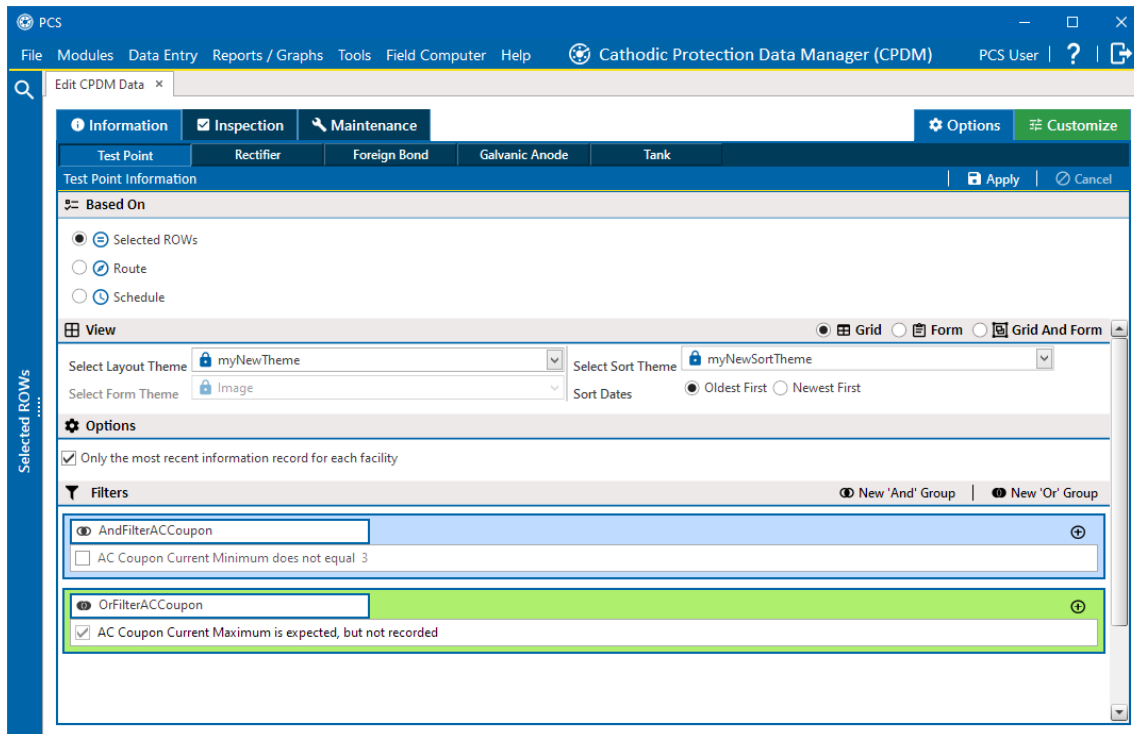 PCS
File Modules Data Entry Reports / Graphs Tools Field Computer Help Cathodic Protection Data Manager (CPDM) PCS User | ? |
Edit CPDM Data ×
Information Inspection Maintenance Options Customize
Test Point Rectifier Foreign Bond Galvanic Anode Tank
Test Point Information | Apply | Cancel
Based On
Selected ROWs
Route
Schedule
View Grid Form Grid And Form
Select Layout Theme myNewTheme Select Sort Theme myNewSortTheme
Select Form Theme Image Sort Dates Oldest First Newest First
Options
Only the most recent information record for each facility
Filters New 'And' Group | New 'Or' Group
AndFilterACCoupon
AC Coupon Current Minimum does not equal 3
OrFilterACCoupon
AC Coupon Current Maximum is expected, but not recorded
Selected ROWs